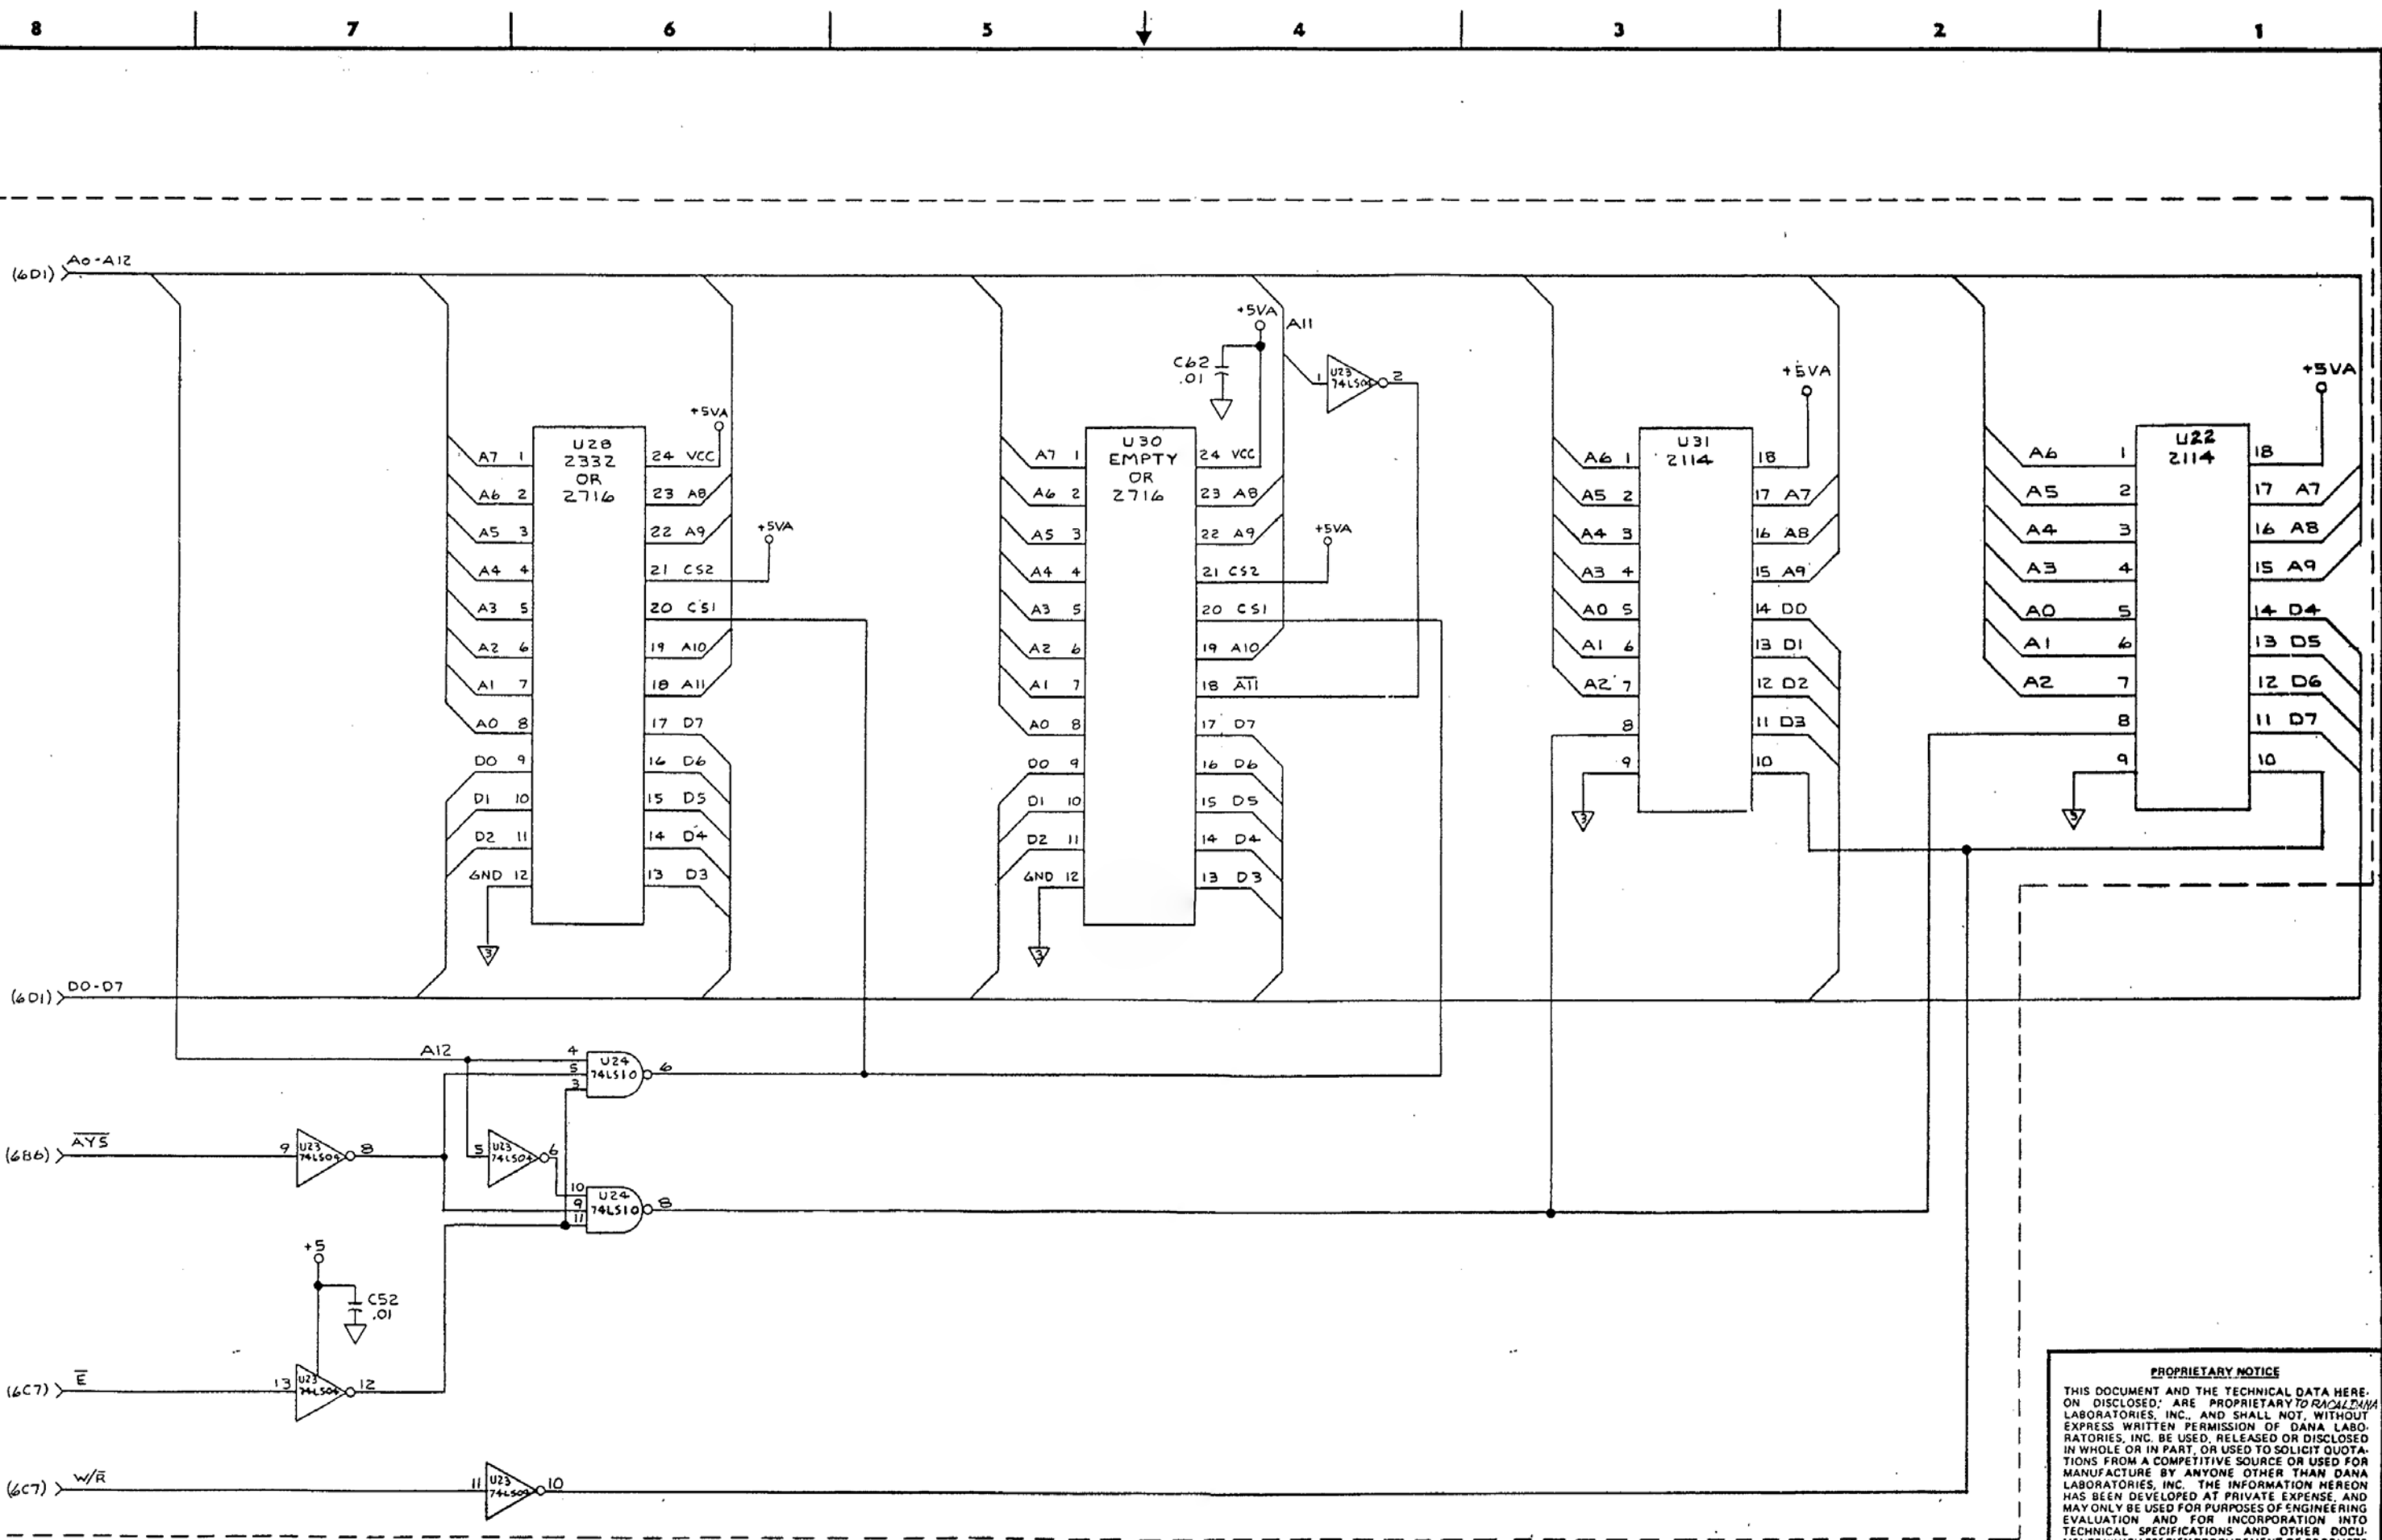 8 7 6 5 4 3 2 1
(6D1) A0-A12
+5VA
A11
C62
.01
1 U23 74LS04 2
+5VA
+5VA
+5VA
U28
2332
OR
2716
A7 1
A6 2
A5 3
A4 4
A3 5
A2 6
A1 7
A0 8
D0 9
D1 10
D2 11
GND 12
24 VCC
23 A8
22 A9
21 CS2
20 CS1
19 A10
18 A11
17 D7
16 D6
15 D5
14 D4
13 D3
+5VA
3
U30
EMPTY
OR
2716
A7 1
A6 2
A5 3
A4 4
A3 5
A2 6
A1 7
A0 8
D0 9
D1 10
D2 11
GND 12
24 VCC
23 A8
22 A9
21 CS2
20 CS1
19 A10
18 A̅1̅1̅
17 D7
16 D6
15 D5
14 D4
13 D3
+5VA
3
U31
2114
A6 1
A5 2
A4 3
A3 4
A0 5
A1 6
A2 7
8
9
18
17 A7
16 A8
15 A9
14 D0
13 D1
12 D2
11 D3
10
3
U22
2114
A6 1
A5 2
A4 3
A3 4
A0 5
A1 6
A2 7
8
9
18
17 A7
16 A8
15 A9
14 D4
13 D5
12 D6
11 D7
10
3
(6D1) D0-D7
A12
4
5
3
U24
74LS10
6
(6B6) A̅Y̅S̅
9 U23 74LS04 8
5 U23 74LS04 6
10
9
11
U24
74LS10
8
+5
C52
.01
(6C7) E̅
13 U23 74LS04 12
(6C7) W/R̅
11 U23 74LS04 10
PROPRIETARY NOTICE
THIS DOCUMENT AND THE TECHNICAL DATA HERE-
ON DISCLOSED; ARE PROPRIETARY TO RACAL DANA
LABORATORIES, INC., AND SHALL NOT, WITHOUT
EXPRESS WRITTEN PERMISSION OF DANA LABO-
RATORIES, INC. BE USED, RELEASED OR DISCLOSED
IN WHOLE OR IN PART, OR USED TO SOLICIT QUOTA-
TIONS FROM A COMPETITIVE SOURCE OR USED FOR
MANUFACTURE BY ANYONE OTHER THAN DANA
LABORATORIES, INC. THE INFORMATION HEREON
HAS BEEN DEVELOPED AT PRIVATE EXPENSE, AND
MAY ONLY BE USED FOR PURPOSES OF ENGINEERING
EVALUATION AND FOR INCORPORATION INTO
TECHNICAL SPECIFICATIONS AND OTHER DOCU-